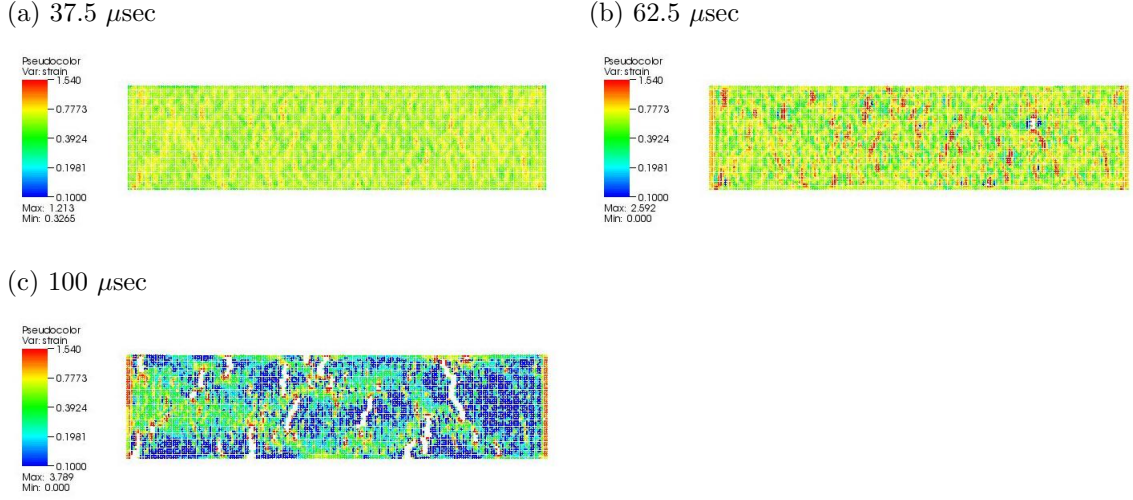 (a) 37.5 μsec
(b) 62.5 μsec
Pseudocolor
Var: strain
1.540
0.7773
0.3924
0.1981
0.1000
Max: 1.213
Min: 0.3265
Pseudocolor
Var: strain
1.540
0.7773
0.3924
0.1981
0.1000
Max: 2.592
Min: 0.000
(c) 100 μsec
Pseudocolor
Var: strain
1.540
0.7773
0.3924
0.1981
0.1000
Max: 3.789
Min: 0.000